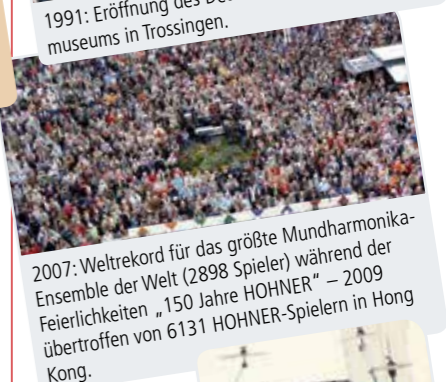 1991: Eröffnung des
museums in Trossingen.
2007: Weltrekord für das größte Mundharmonika-
Ensemble der Welt (2898 Spieler) während der
Feierlichkeiten „150 Jahre HOHNER“ – 2009
übertroffen von 6131 HOHNER-Spielern in Hong
Kong.